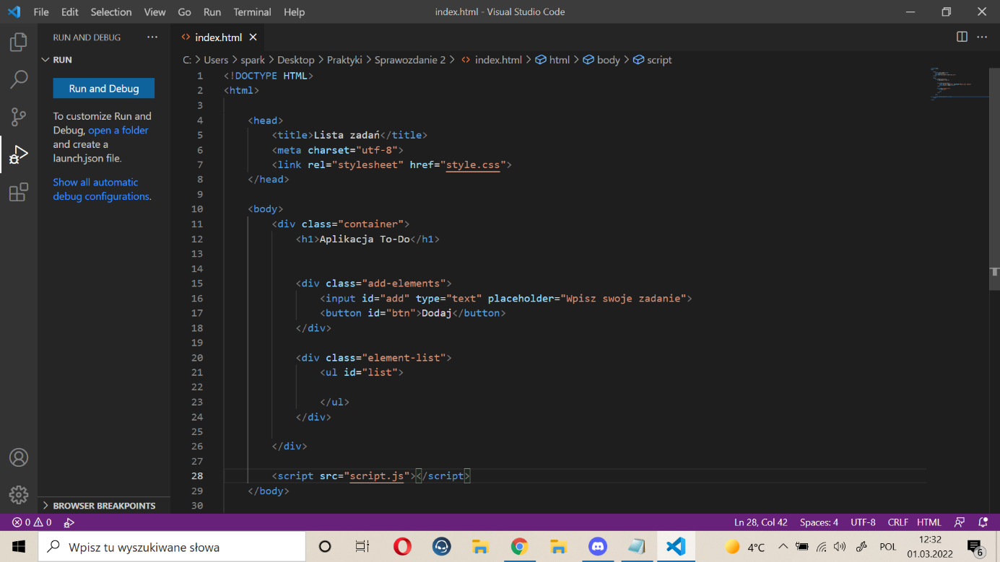 File Edit Selection View Go Run Terminal Help
index.html - Visual Studio Code
RUN AND DEBUG ···
RUN
Run and Debug
To customize Run and
Debug, open a folder
and create a
launch.json file.
Show all automatic
debug configurations.
BROWSER BREAKPOINTS
index.html
C: > Users > spark > Desktop > Praktyki > Sprawozdanie 2 > index.html > html > body > script
1 <!DOCTYPE HTML>
2 <html>
3
4 <head>
5 <title>Lista zadań</title>
6 <meta charset="utf-8">
7 <link rel="stylesheet" href="style.css">
8 </head>
9
10 <body>
11 <div class="container">
12 <h1>Aplikacja To-Do</h1>
13
14
15 <div class="add-elements">
16 <input id="add" type="text" placeholder="Wpisz swoje zadanie">
17 <button id="btn">Dodaj</button>
18 </div>
19
20 <div class="element-list">
21 <ul id="list">
22
23 </ul>
24 </div>
25
26 </div>
27
28 <script src="script.js"></script>
29 </body>
30
0 0
Ln 28, Col 42 Spaces: 4 UTF-8 CRLF HTML
Wpisz tu wyszukiwane słowa
4°C POL
12:32
01.03.2022
6